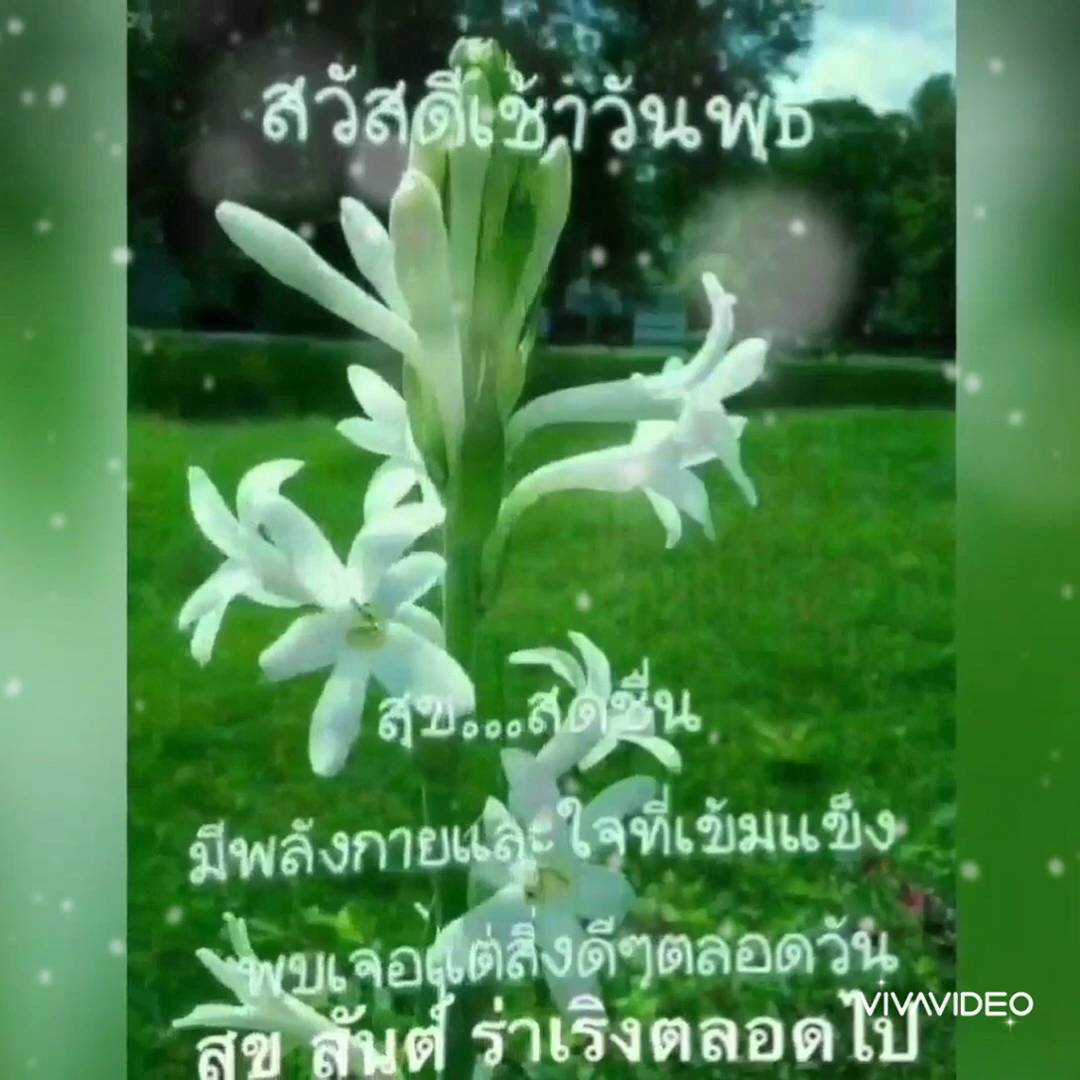 สวัสดีเช้าวันพุธ
สุข...สดชื่น
มีพลังกายและใจที่เข้มแข็ง
พบเจอแต่สิ่งดีๆตลอดวัน
VIVAVIDEO
สุข สันต์ ร่าเริงตลอดไป